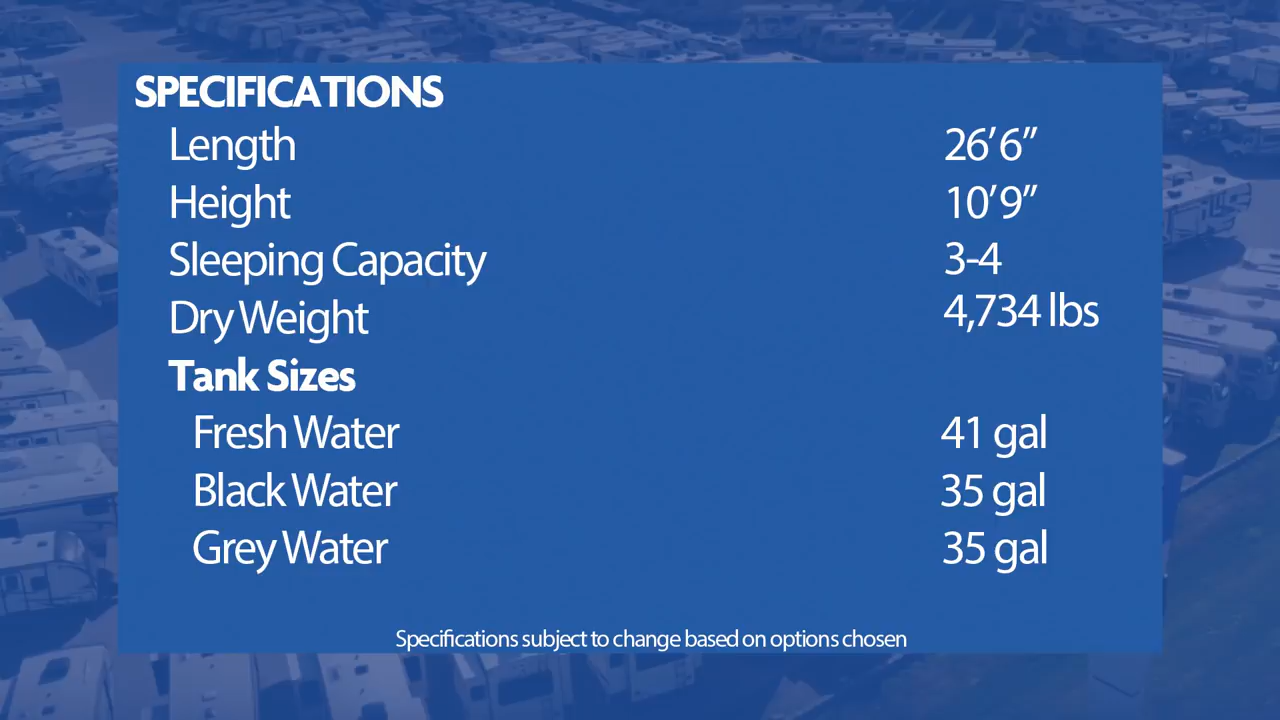 SPECIFICATIONS
Length 26’6”
Height 10’9”
Sleeping Capacity 3-4
Dry Weight 4,734 lbs
Tank Sizes
Fresh Water 41 gal
Black Water 35 gal
Grey Water 35 gal
Specifications subject to change based on options chosen